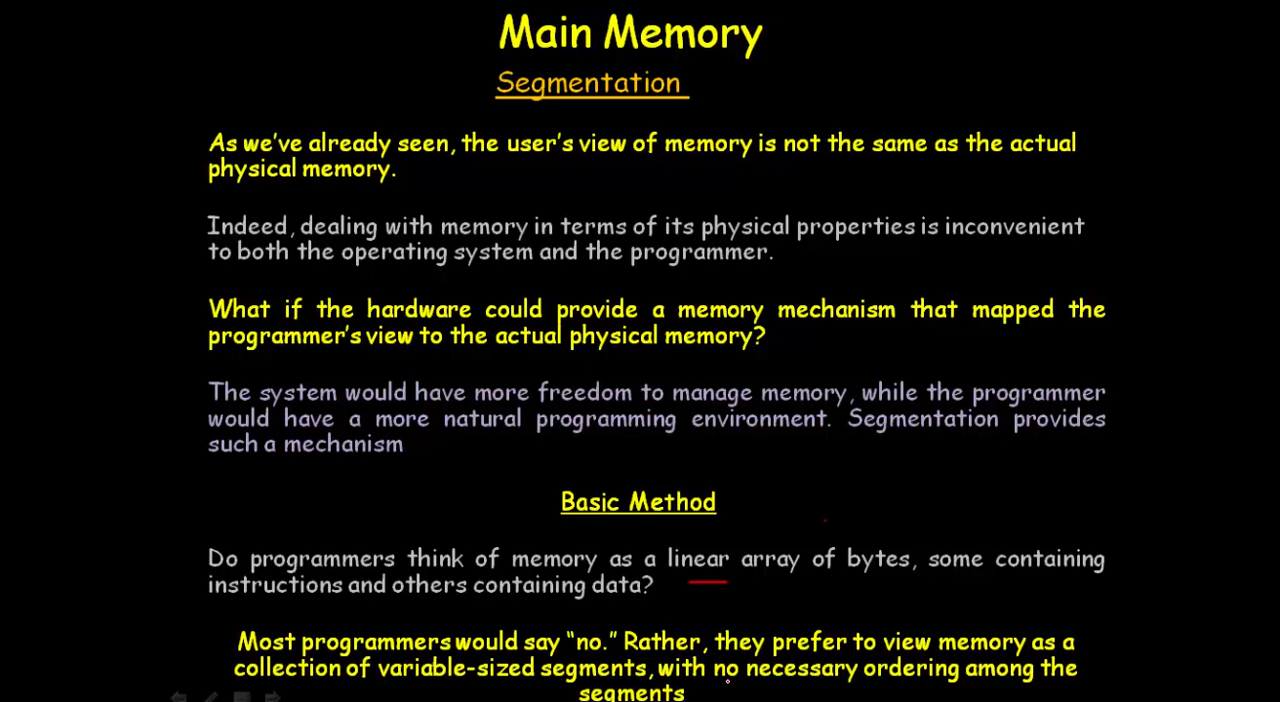 Main Memory
Segmentation
As we've already seen, the user's view of memory is not the same as the actual
physical memory.
Indeed, dealing with memory in terms of its physical properties is inconvenient
to both the operating system and the programmer.
What if the hardware could provide a memory mechanism that mapped the
programmer's view to the actual physical memory?
The system would have more freedom to manage memory, while the programmer
would have a more natural programming environment. Segmentation provides
such a mechanism
Basic Method
Do programmers think of memory as a linear array of bytes, some containing
instructions and others containing data?
Most programmers would say “no.” Rather, they prefer to view memory as a
collection of variable-sized segments, with no necessary ordering among the
segments